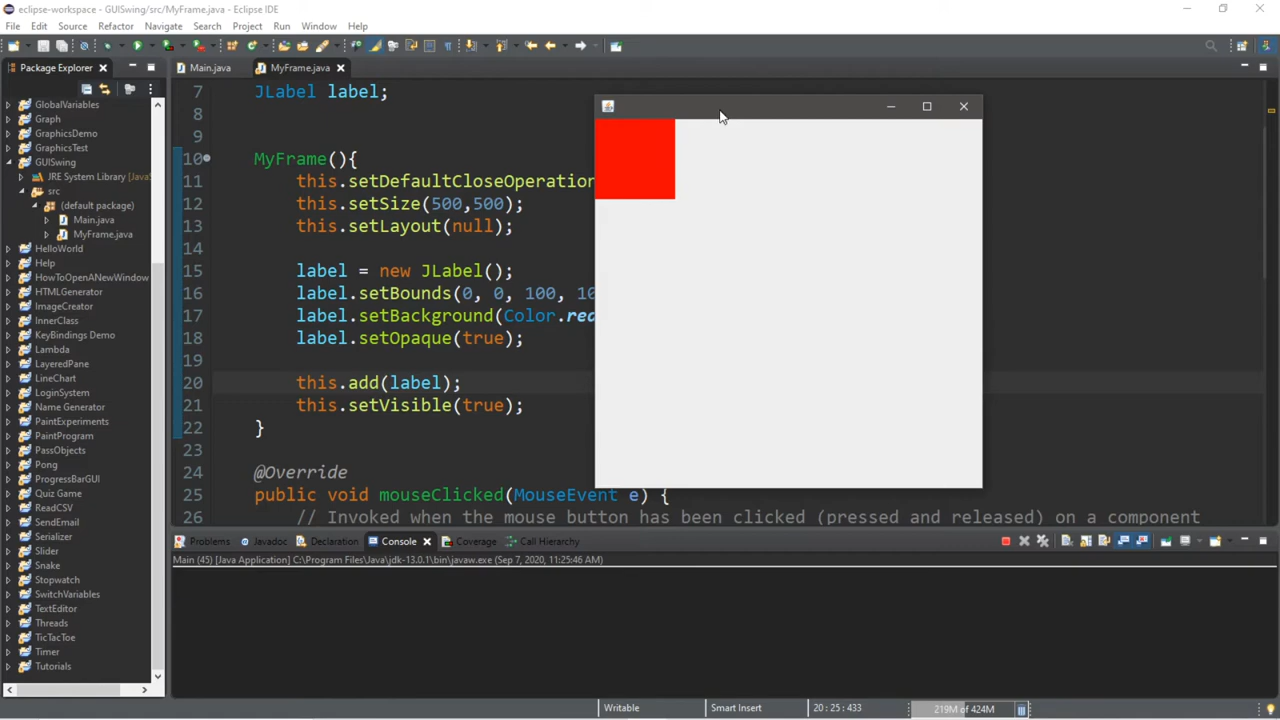 eclipse-workspace - GUISwing/src/MyFrame.java - Eclipse IDE
File Edit Source Refactor Navigate Search Project Run Window Help
Package Explorer
GlobalVariables
Graph
GraphicsDemo
GraphicsTest
GUISwing
JRE System Library [JavaS
src
(default package)
Main.java
MyFrame.java
HelloWorld
Help
HowToOpenANewWindow
HTMLGenerator
ImageCreator
InnerClass
KeyBindings Demo
Lambda
LayeredPane
LineChart
LoginSystem
Name Generator
PaintExperiments
PaintProgram
PassObjects
Pong
ProgressBarGUI
Quiz Game
ReadCSV
SendEmail
Serializer
Slider
Snake
Stopwatch
SwitchVariables
TextEditor
Threads
TicTacToe
Timer
Tutorials
Main.java MyFrame.java
7 JLabel label;
8
9
10 MyFrame(){
11 this.setDefaultCloseOperation
12 this.setSize(500,500);
13 this.setLayout(null);
14
15 label = new JLabel();
16 label.setBounds(0, 0, 100, 10
17 label.setBackground(Color.red
18 label.setOpaque(true);
19
20 this.add(label);
21 this.setVisible(true);
22 }
23
24 @Override
25 public void mouseClicked(MouseEvent e) {
26 // Invoked when the mouse button has been clicked (pressed and released) on a component
Problems Javadoc Declaration Console Coverage Call Hierarchy
Main (45) [Java Application] C:\Program Files\Java\jdk-13.0.1\bin\javaw.exe (Sep 7, 2020, 11:25:46 AM)
Writable Smart Insert 20 : 25 : 433 219M of 424M